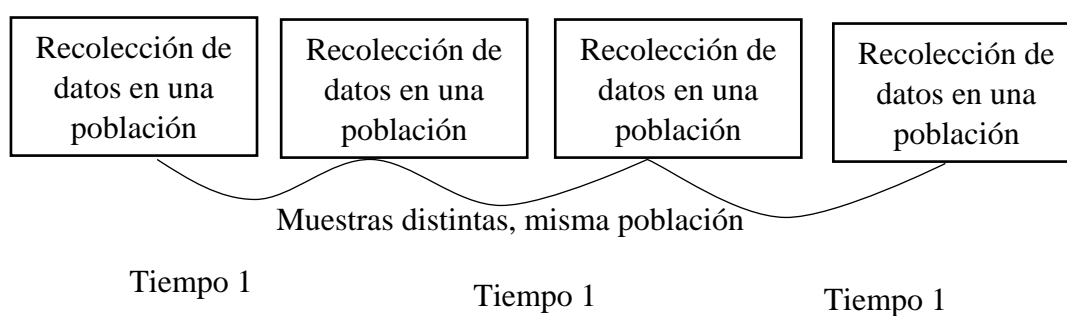 Recolección de
datos en una
población
Recolección de
datos en una
población
Recolección de
datos en una
población
Recolección de
datos en una
población
Muestras distintas, misma población
Tiempo 1
Tiempo 1
Tiempo 1